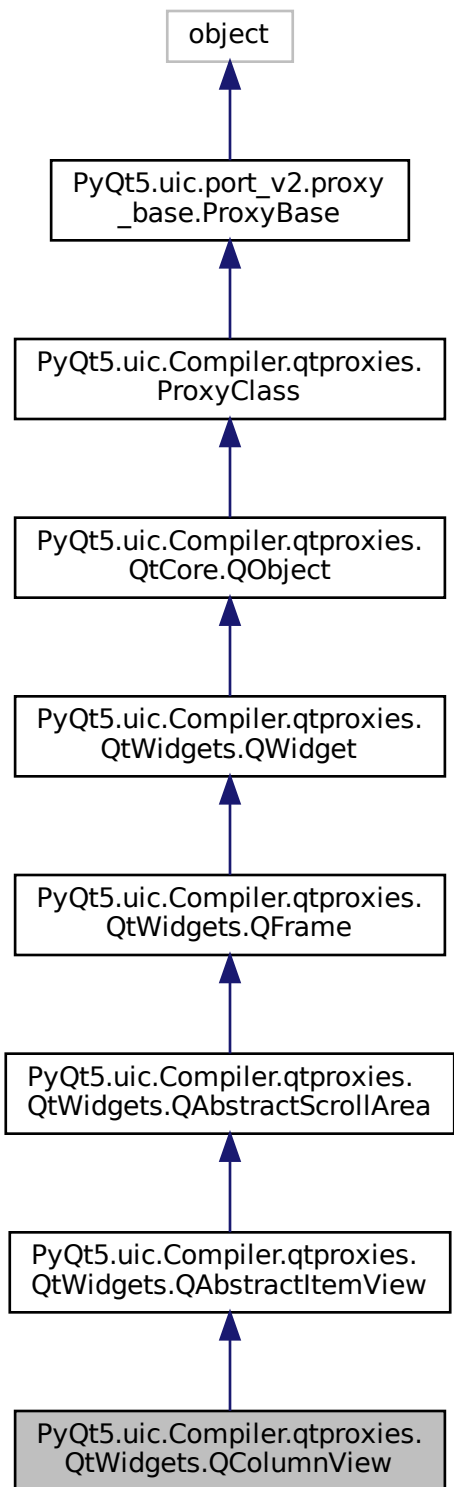 object
PyQt5.uic.port_v2.proxy
_base.ProxyBase
PyQt5.uic.Compiler.qtproxies.
ProxyClass
PyQt5.uic.Compiler.qtproxies.
QtCore.QObject
PyQt5.uic.Compiler.qtproxies.
QtWidgets.QWidget
PyQt5.uic.Compiler.qtproxies.
QtWidgets.QFrame
PyQt5.uic.Compiler.qtproxies.
QtWidgets.QAbstractScrollArea
PyQt5.uic.Compiler.qtproxies.
QtWidgets.QAbstractItemView
PyQt5.uic.Compiler.qtproxies.
QtWidgets.QColumnView